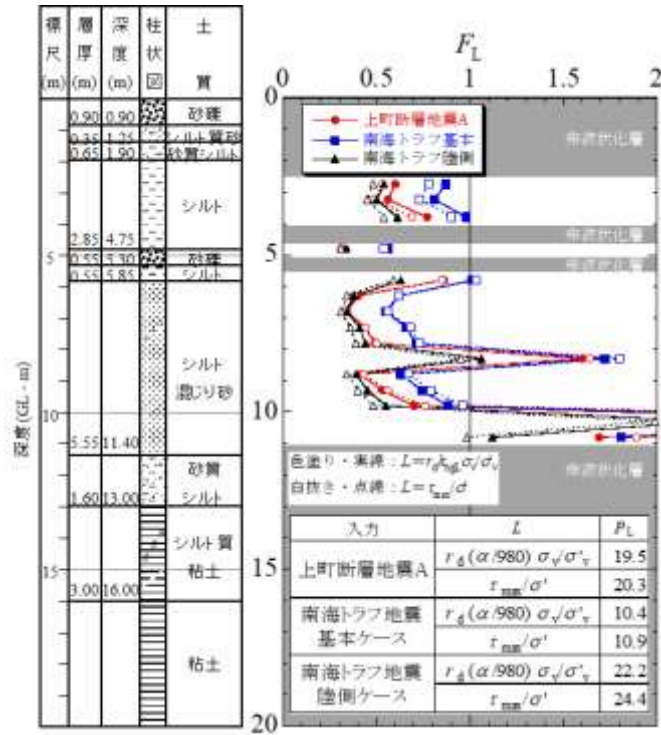 標尺(m) 層厚(m) 深度(m) 柱状図 土質
0.90 0.90 砂礫
0.35 1.25 シルト質砂
0.65 1.90 砂質シルト
シルト
2.85 4.75
5
0.55 5.30 砂礫
0.55 5.85 シルト
シルト
混じり砂
10
5.55 11.40
砂質
1.60 13.00 シルト
シルト質
15 粘土
3.00 16.00
粘土
F_L
0 0.5 1 1.5 2
0
5
10
15
20
深度(GL - m)
上町断層地震A
南海トラフ基本
南海トラフ陸側
非液状化層
非液状化層
非液状化層
色塗り・実線:
白抜き・点線:
非液状化層
入力 L P_L
上町断層地震A r_d(α/980) σ_v/σ'_v 19.5
τ_max/σ' 20.3
南海トラフ地震 r_d(α/980) σ_v/σ'_v 10.4
基本ケース τ_max/σ' 10.9
南海トラフ地震 r_d(α/980) σ_v/σ'_v 22.2
陸側ケース τ_max/σ' 24.4